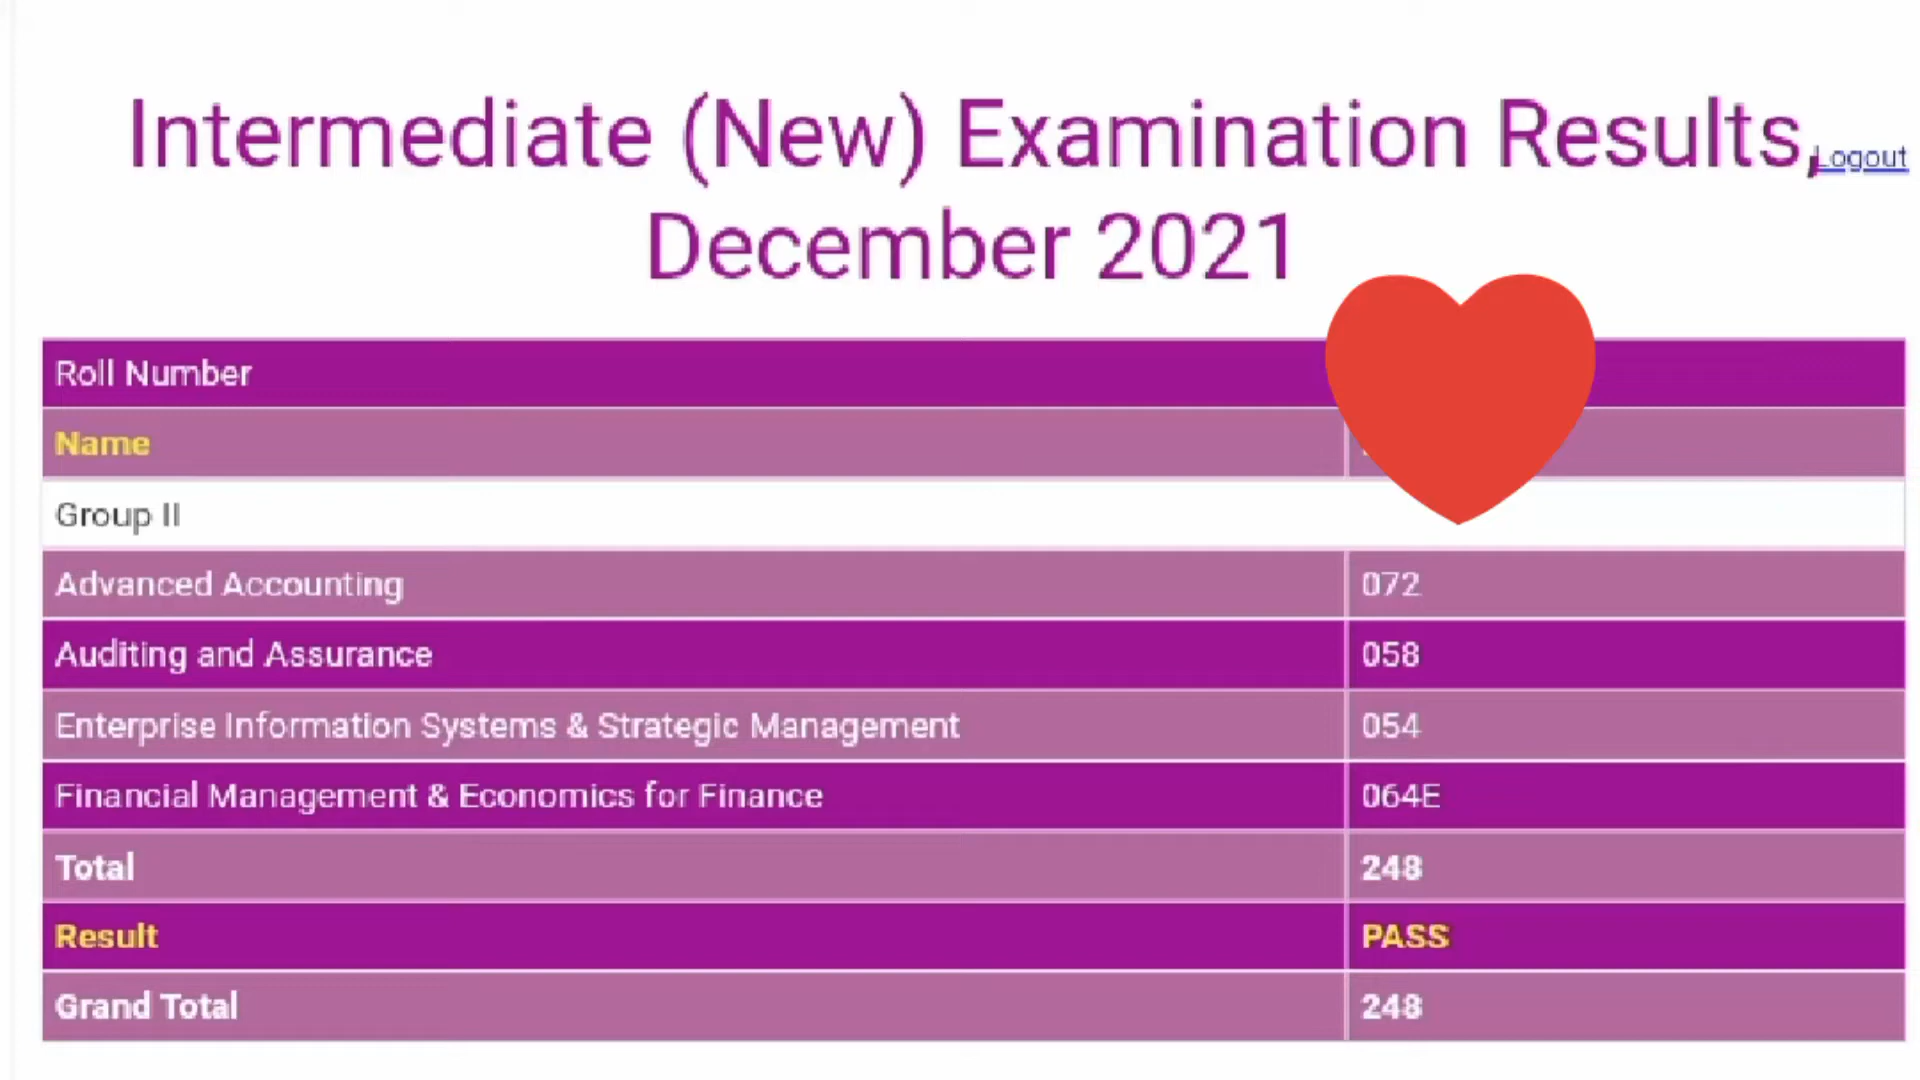 Intermediate (New) Examination Results,
Logout
December 2021
Roll Number
Name
Group II
Advanced Accounting 072
Auditing and Assurance 058
Enterprise Information Systems & Strategic Management 054
Financial Management & Economics for Finance 064E
Total 248
Result PASS
Grand Total 248